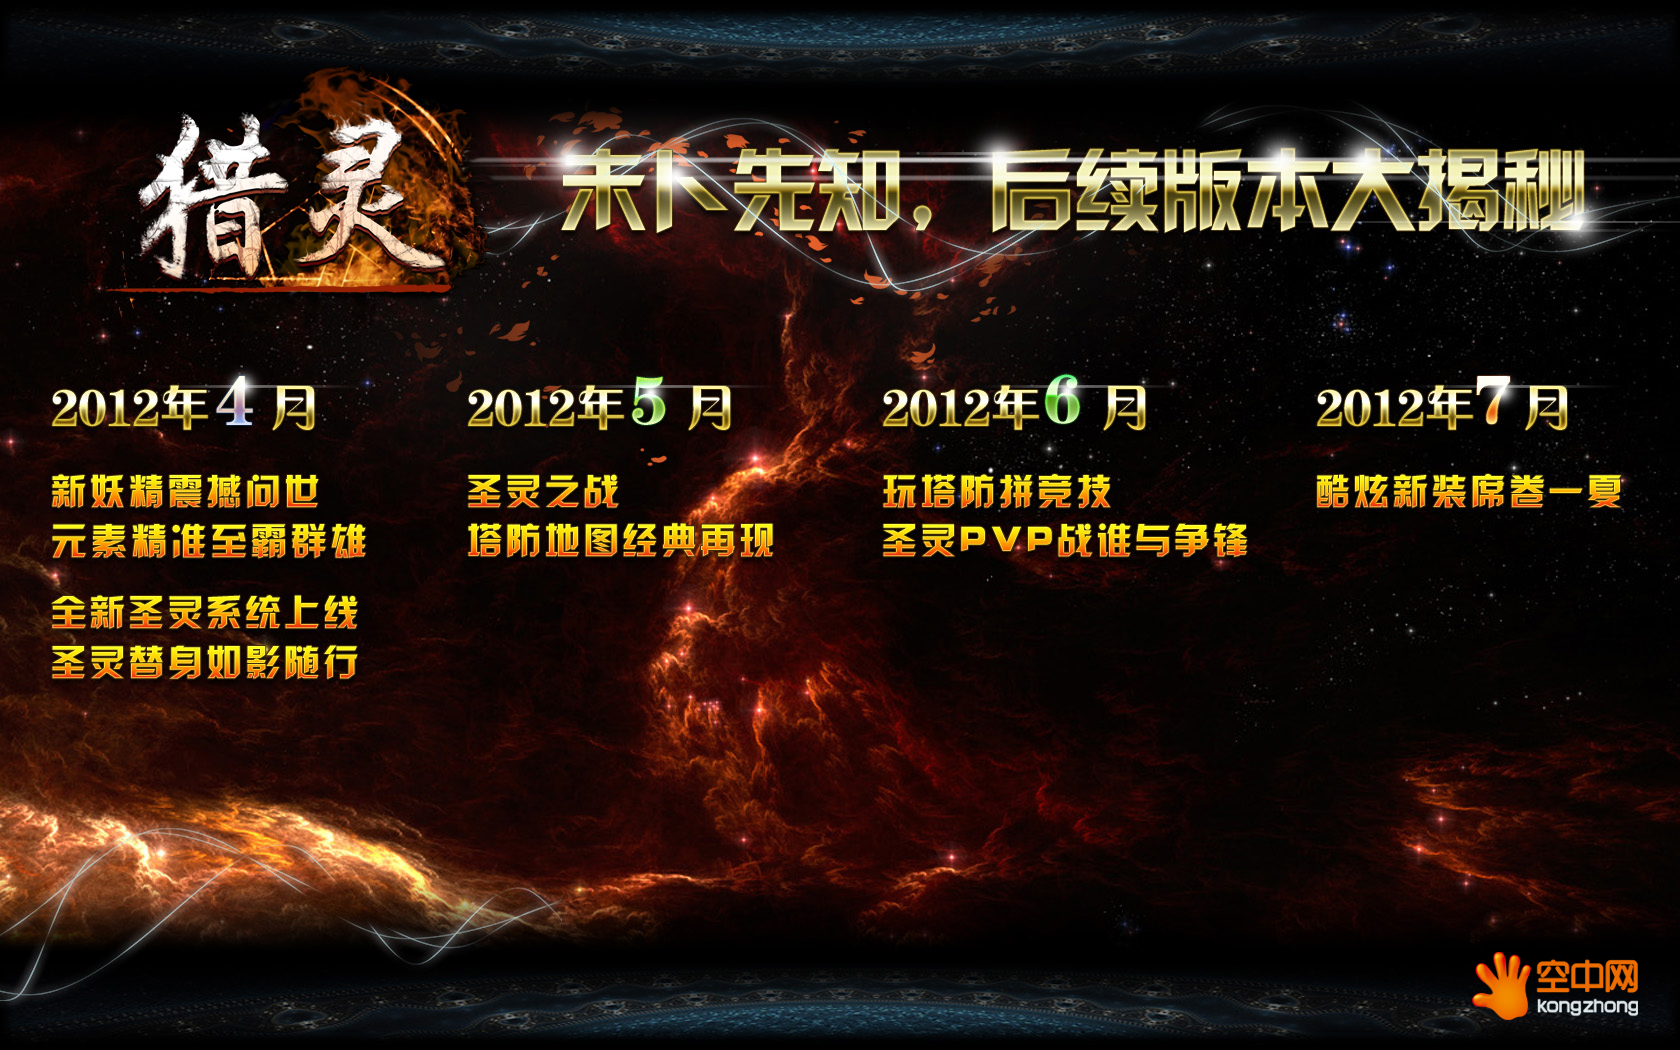 猎灵
未卜先知，后续版本大揭秘
2012年4月
新妖精震撼问世
元素精准至霸群雄
全新圣灵系统上线
圣灵替身如影随行
2012年5月
圣灵之战
塔防地图经典再现
2012年6月
玩塔防拼竞技
圣灵PVP战谁与争锋
2012年7月
酷炫新装席卷一夏
空中网
kongzhong